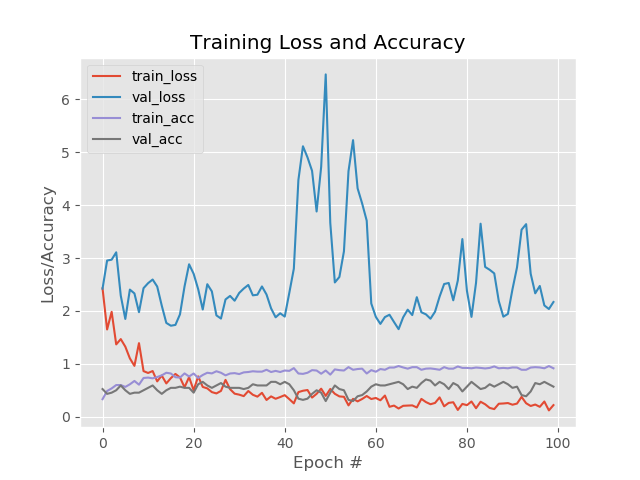 Training Loss and Accuracy
train_loss
val_loss
train_acc
val_acc
Loss/Accuracy
6
5
4
3
2
1
0
0 20 40 60 80 100
Epoch #